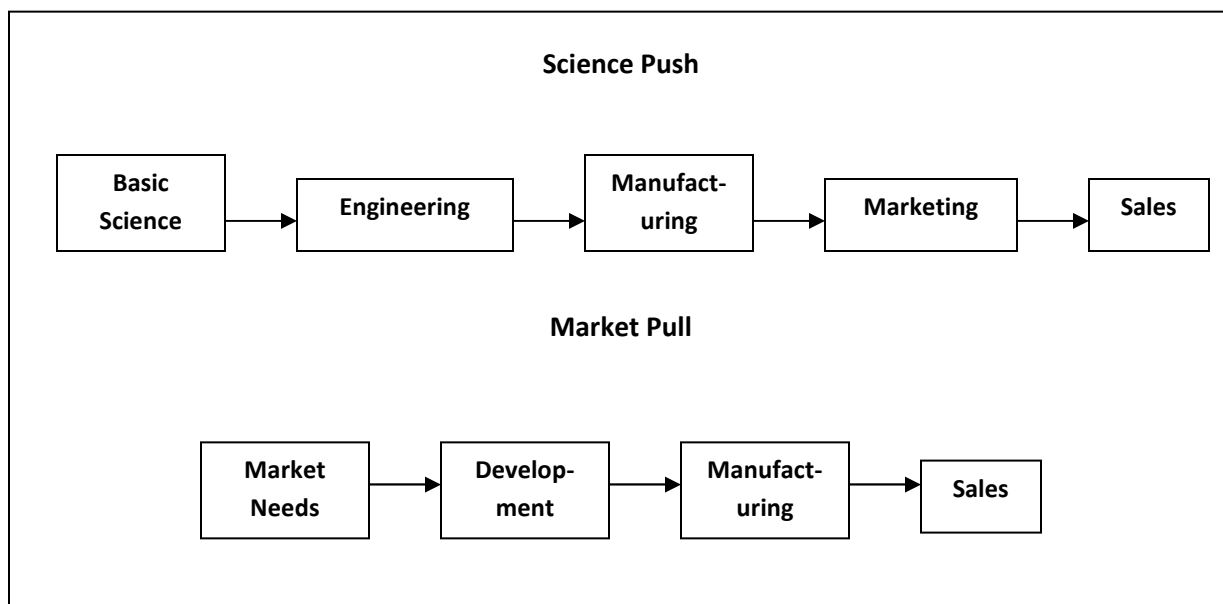 Science Push
Basic
Science
Engineering
Manufact-
uring
Marketing
Sales
Market Pull
Market
Needs
Develop-
ment
Manufact-
uring
Sales